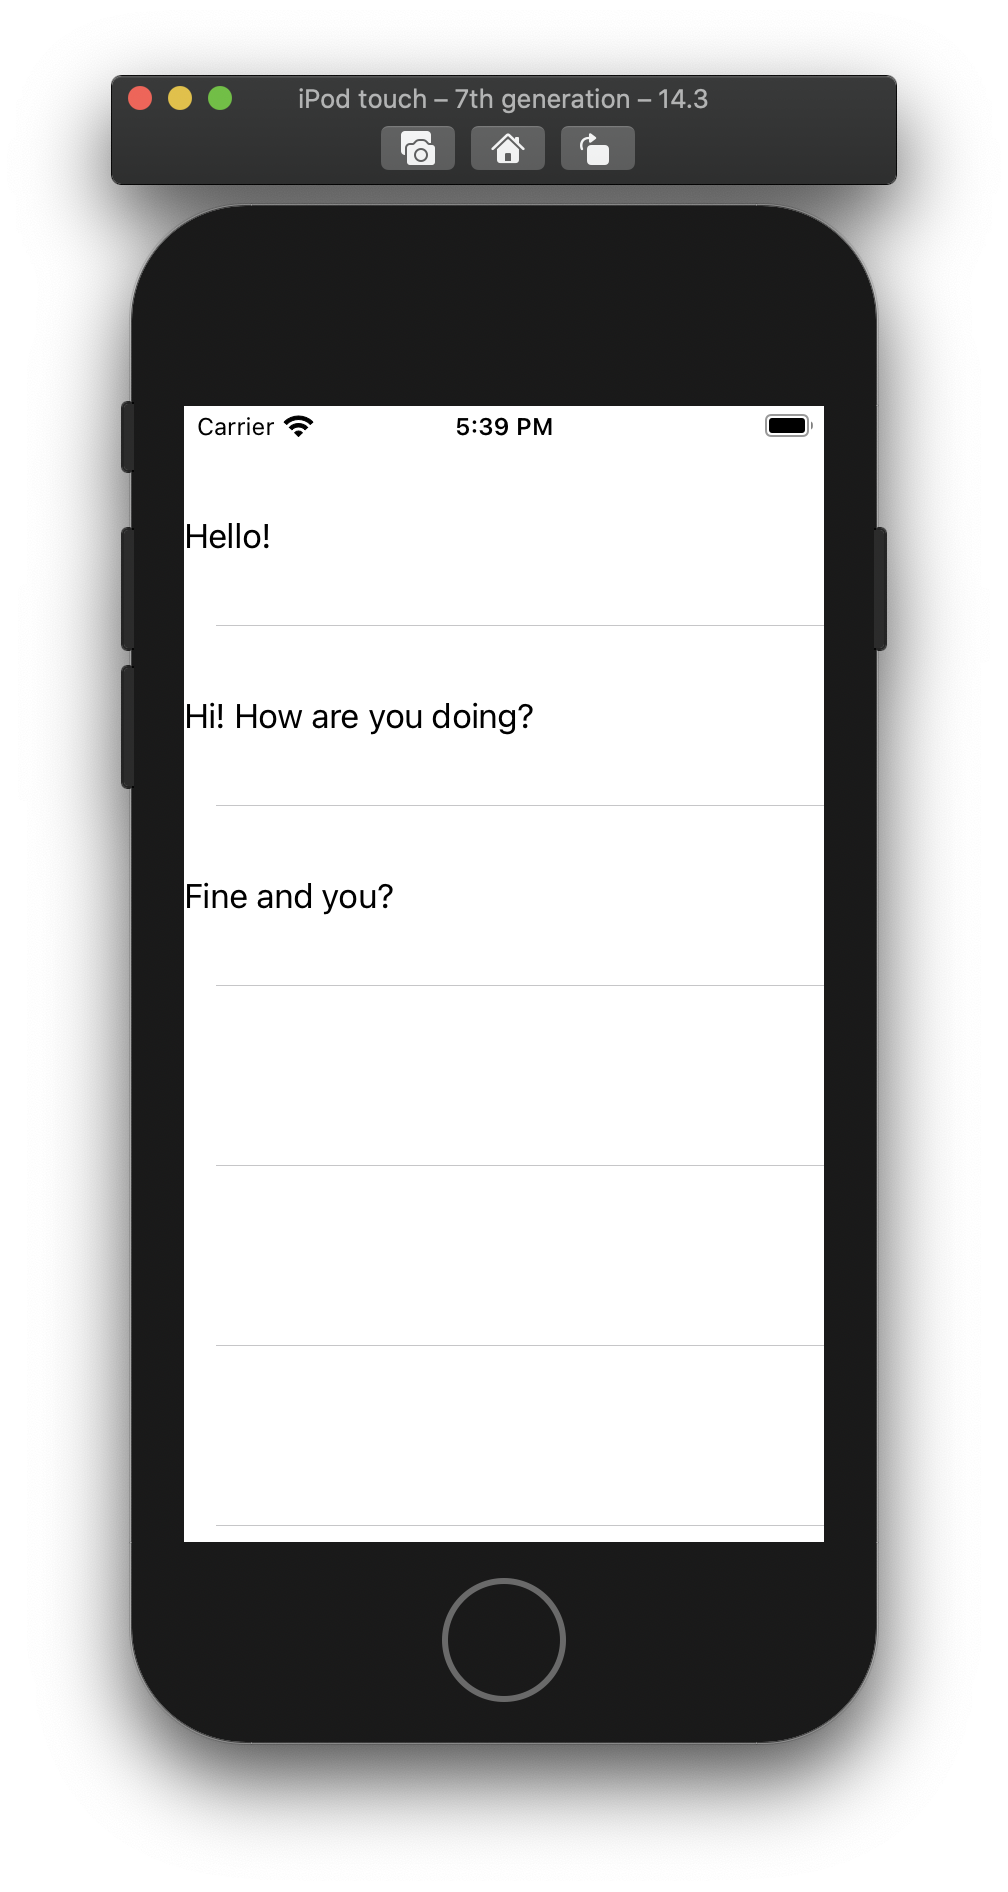 iPod touch – 7th generation – 14.3
Carrier 5:39 PM
Hello!
Hi! How are you doing?
Fine and you?